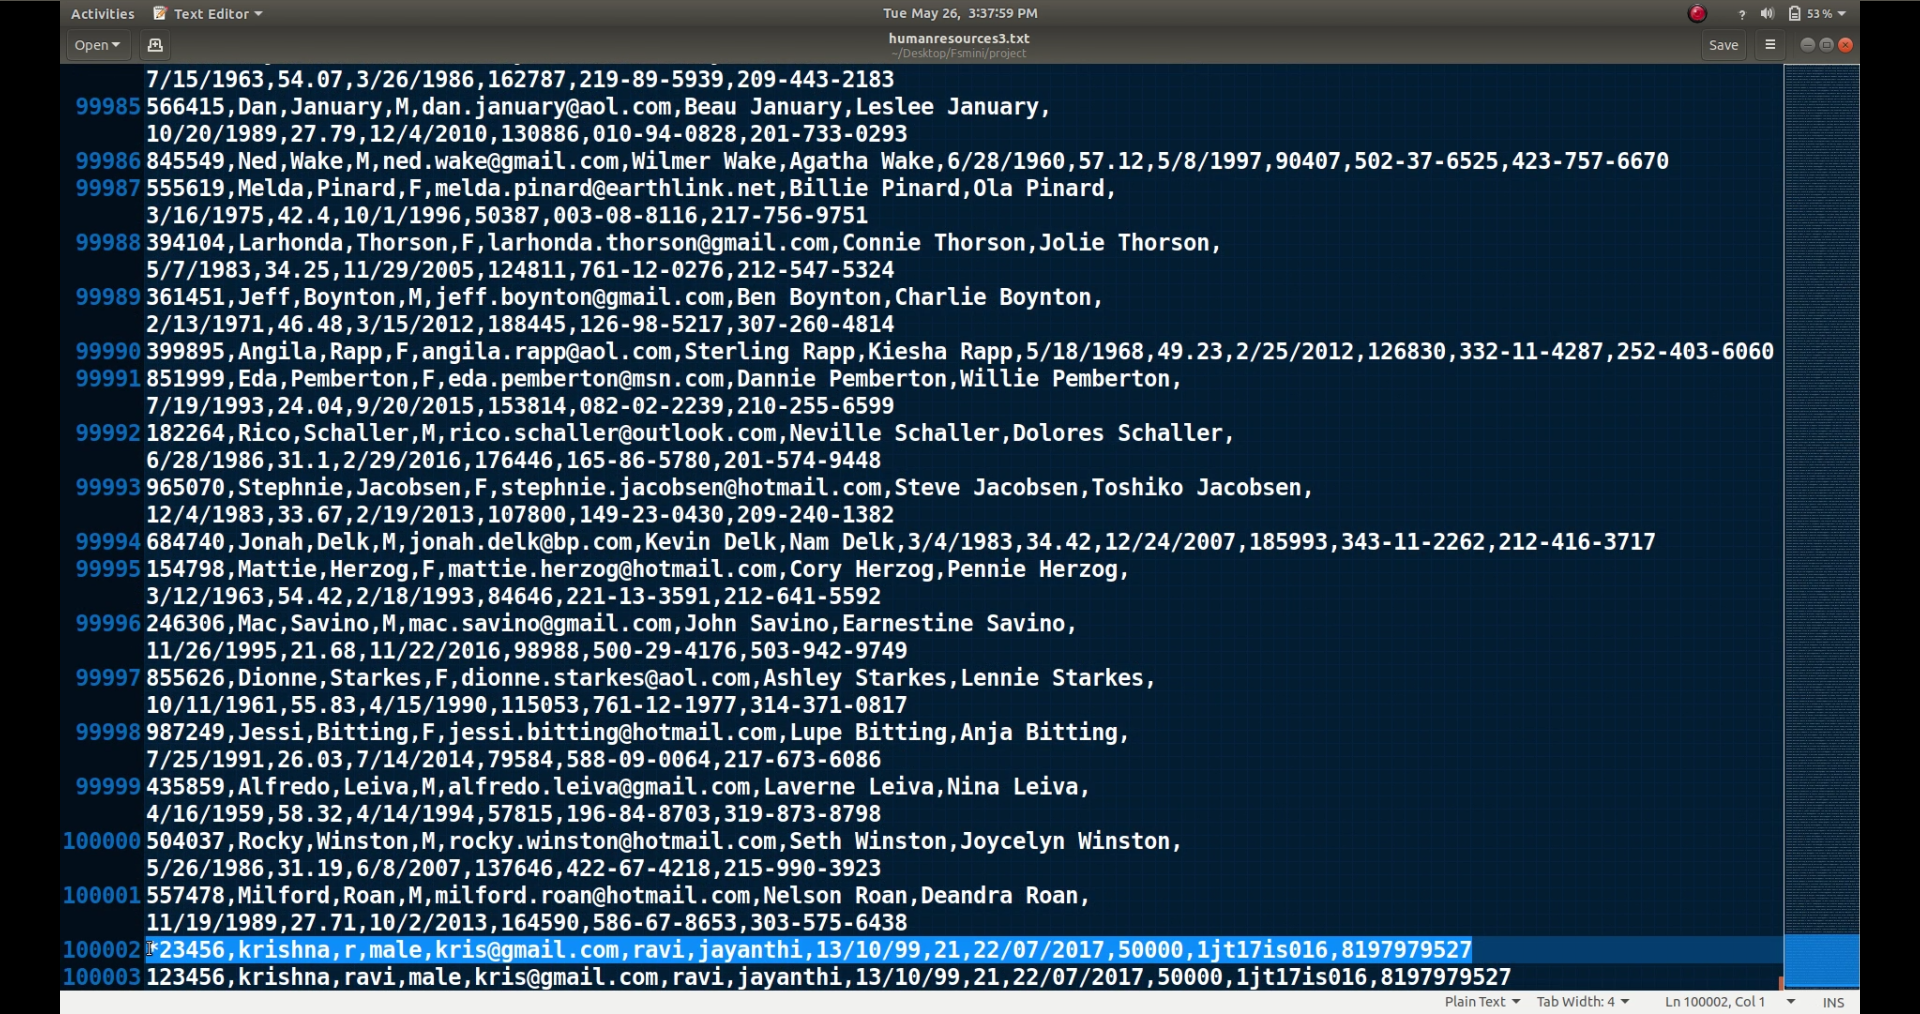 Activities Text Editor Tue May 26, 3:37:59 PM ? 53 %
Open humanresources3.txt Save
~/Desktop/Fsmini/project
7/15/1963,54.07,3/26/1986,162787,219-89-5939,209-443-2183
99985 566415,Dan,January,M,dan.january@aol.com,Beau January,Leslee January,
10/20/1989,27.79,12/4/2010,130886,010-94-0828,201-733-0293
99986 845549,Ned,Wake,M,ned.wake@gmail.com,Wilmer Wake,Agatha Wake,6/28/1960,57.12,5/8/1997,90407,502-37-6525,423-757-6670
99987 555619,Melda,Pinard,F,melda.pinard@earthlink.net,Billie Pinard,Ola Pinard,
3/16/1975,42.4,10/1/1996,50387,003-08-8116,217-756-9751
99988 394104,Larhonda,Thorson,F,larhonda.thorson@gmail.com,Connie Thorson,Jolie Thorson,
5/7/1983,34.25,11/29/2005,124811,761-12-0276,212-547-5324
99989 361451,Jeff,Boynton,M,jeff.boynton@gmail.com,Ben Boynton,Charlie Boynton,
2/13/1971,46.48,3/15/2012,188445,126-98-5217,307-260-4814
99990 399895,Angila,Rapp,F,angila.rapp@aol.com,Sterling Rapp,Kiesha Rapp,5/18/1968,49.23,2/25/2012,126830,332-11-4287,252-403-6060
99991 851999,Eda,Pemberton,F,eda.pemberton@msn.com,Dannie Pemberton,Willie Pemberton,
7/19/1993,24.04,9/20/2015,153814,082-02-2239,210-255-6599
99992 182264,Rico,Schaller,M,rico.schaller@outlook.com,Neville Schaller,Dolores Schaller,
6/28/1986,31.1,2/29/2016,176446,165-86-5780,201-574-9448
99993 965070,Stephnie,Jacobsen,F,stephnie.jacobsen@hotmail.com,Steve Jacobsen,Toshiko Jacobsen,
12/4/1983,33.67,2/19/2013,107800,149-23-0430,209-240-1382
99994 684740,Jonah,Delk,M,jonah.delk@bp.com,Kevin Delk,Nam Delk,3/4/1983,34.42,12/24/2007,185993,343-11-2262,212-416-3717
99995 154798,Mattie,Herzog,F,mattie.herzog@hotmail.com,Cory Herzog,Pennie Herzog,
3/12/1963,54.42,2/18/1993,84646,221-13-3591,212-641-5592
99996 246306,Mac,Savino,M,mac.savino@gmail.com,John Savino,Earnestine Savino,
11/26/1995,21.68,11/22/2016,98988,500-29-4176,503-942-9749
99997 855626,Dionne,Starkes,F,dionne.starkes@aol.com,Ashley Starkes,Lennie Starkes,
10/11/1961,55.83,4/15/1990,115053,761-12-1977,314-371-0817
99998 987249,Jessi,Bitting,F,jessi.bitting@hotmail.com,Lupe Bitting,Anja Bitting,
7/25/1991,26.03,7/14/2014,79584,588-09-0064,217-673-6086
99999 435859,Alfredo,Leiva,M,alfredo.leiva@gmail.com,Laverne Leiva,Nina Leiva,
4/16/1959,58.32,4/14/1994,57815,196-84-8703,319-873-8798
100000 504037,Rocky,Winston,M,rocky.winston@hotmail.com,Seth Winston,Joycelyn Winston,
5/26/1986,31.19,6/8/2007,137646,422-67-4218,215-990-3923
100001 557478,Milford,Roan,M,milford.roan@hotmail.com,Nelson Roan,Deandra Roan,
11/19/1989,27.71,10/2/2013,164590,586-67-8653,303-575-6438
100002 *23456,krishna,r,male,kris@gmail.com,ravi,jayanthi,13/10/99,21,22/07/2017,50000,1jt17is016,8197979527
100003 123456,krishna,ravi,male,kris@gmail.com,ravi,jayanthi,13/10/99,21,22/07/2017,50000,1jt17is016,8197979527
Plain Text Tab Width: 4 Ln 100002, Col 1 INS